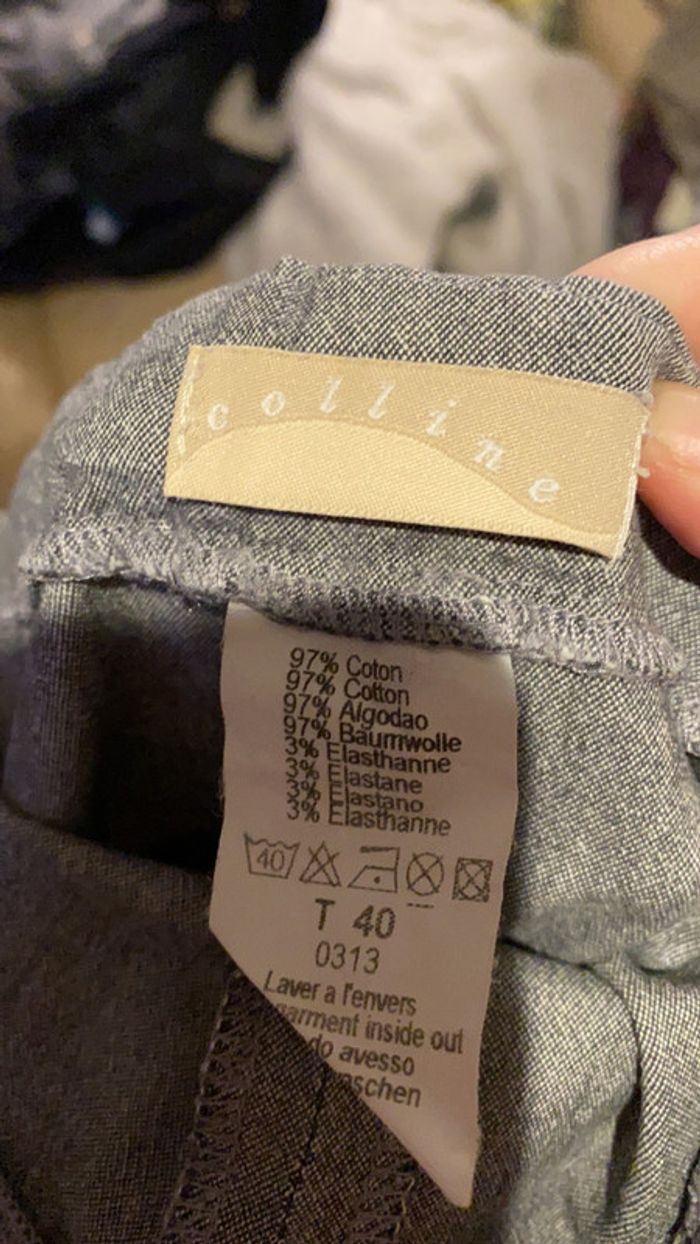 colline
97% Coton
97% Cotton
97% Algodao
97% Baumwolle
3% Elasthanne
3% Elastane
3% Elastano
3% Elasthanne
40
T 40
0313
Laver a l'envers
garment inside out
do avesso